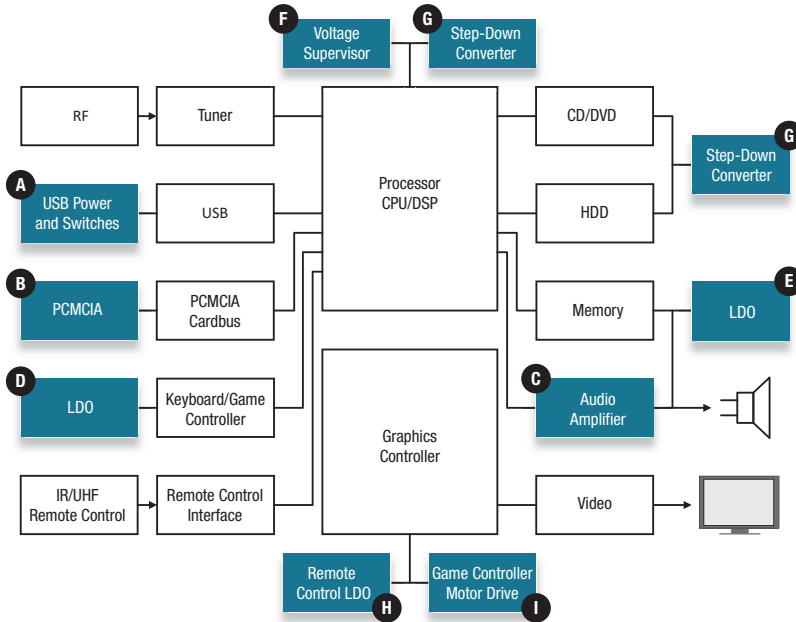 F
Voltage
Supervisor
G
Step-Down
Converter
RF
Tuner
CD/DVD
Processor
CPU/DSP
G
Step-Down
Converter
A
USB Power
and Switches
USB
HDD
B
PCMCIA
PCMCIA
Cardbus
Memory
E
LDO
D
LDO
Keyboard/Game
Controller
Graphics
Controller
C
Audio
Amplifier
IR/UHF
Remote Control
Remote Control
Interface
Video
Remote
Control LDO
H
Game Controller
Motor Drive
I